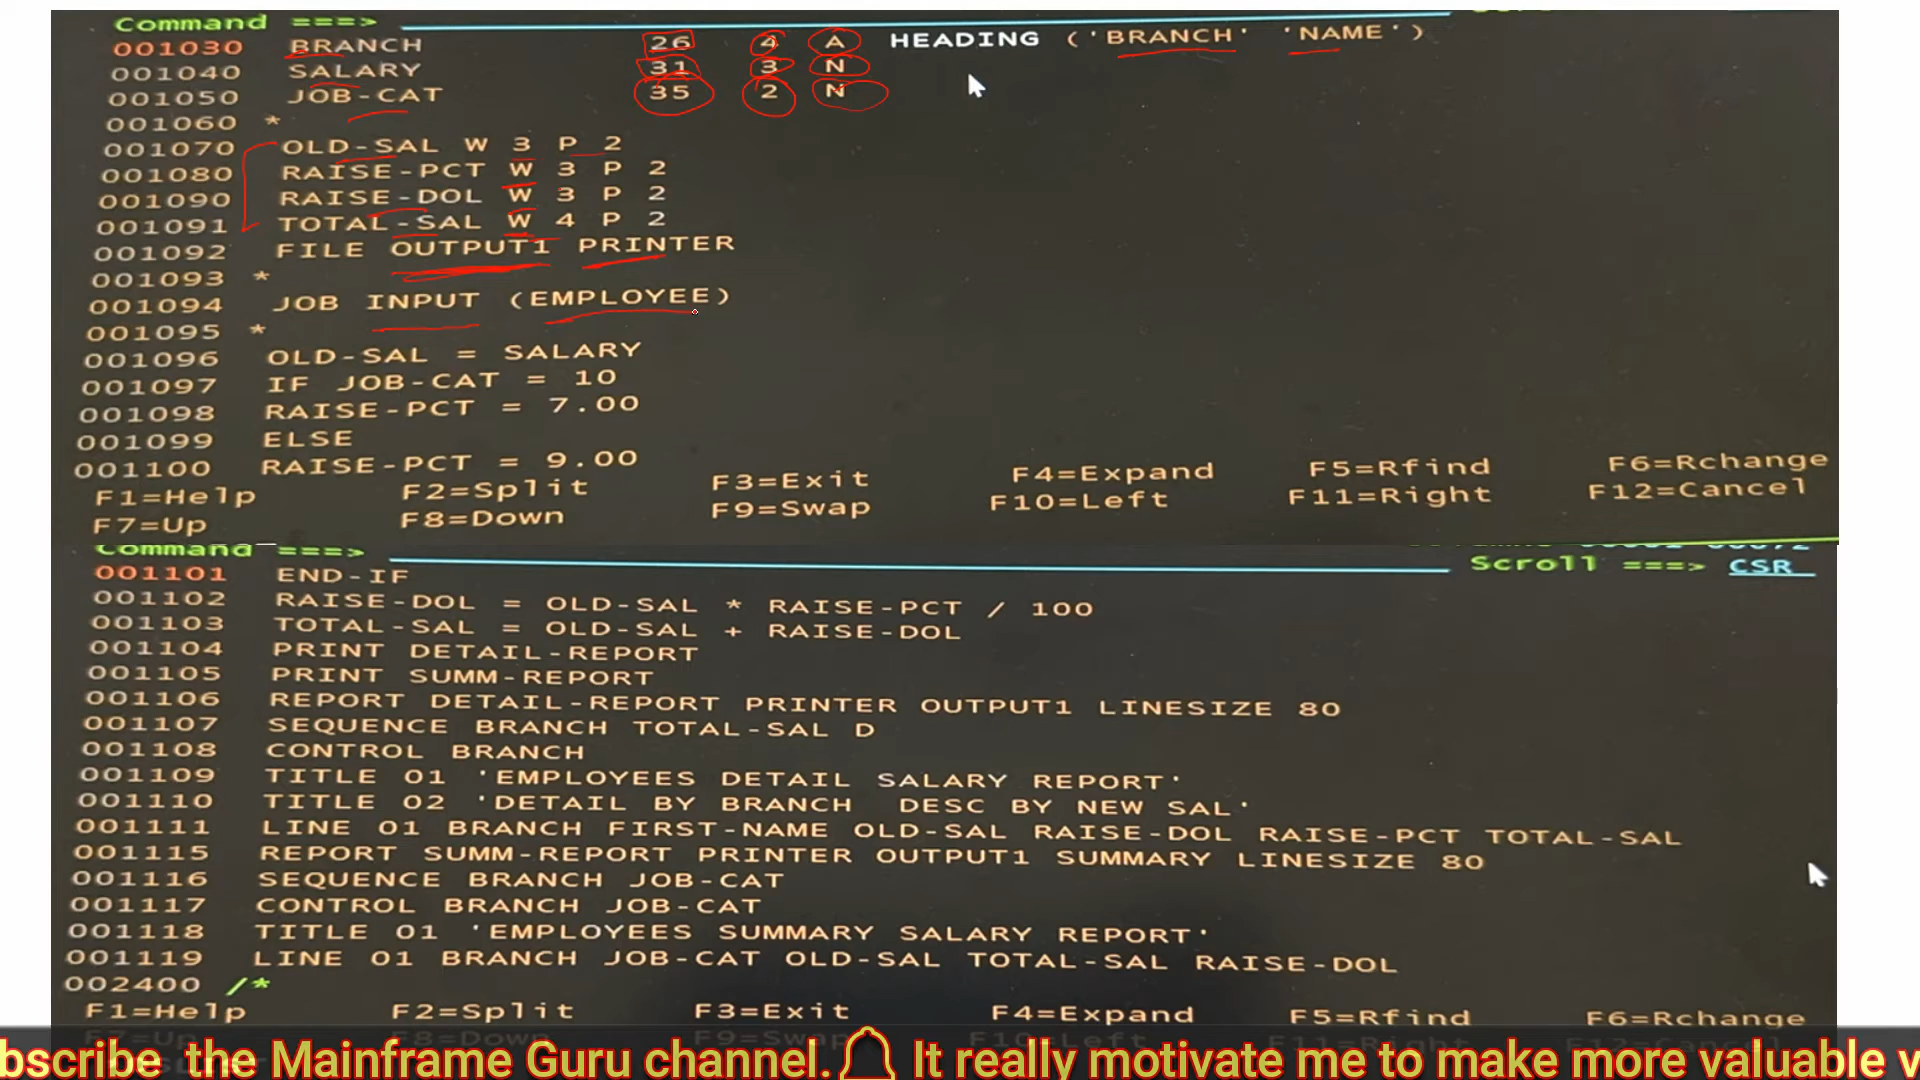 Command ===>
001030 BRANCH 26 4 A HEADING ('BRANCH' 'NAME')
001040 SALARY 31 3 N
001050 JOB-CAT 35 2 N
001060 *
001070 OLD-SAL W 3 P 2
001080 RAISE-PCT W 3 P 2
001090 RAISE-DOL W 3 P 2
001091 TOTAL-SAL W 4 P 2
001092 FILE OUTPUT1 PRINTER
001093 *
001094 JOB INPUT (EMPLOYEE)
001095 *
001096 OLD-SAL = SALARY
001097 IF JOB-CAT = 10
001098 RAISE-PCT = 7.00
001099 ELSE
001100 RAISE-PCT = 9.00
F1=Help F2=Split F3=Exit F4=Expand F5=Rfind F6=Rchange
F7=Up F8=Down F9=Swap F10=Left F11=Right F12=Cancel
Command ===> Scroll ===> CSR
001101 END-IF
001102 RAISE-DOL = OLD-SAL * RAISE-PCT / 100
001103 TOTAL-SAL = OLD-SAL + RAISE-DOL
001104 PRINT DETAIL-REPORT
001105 PRINT SUMM-REPORT
001106 REPORT DETAIL-REPORT PRINTER OUTPUT1 LINESIZE 80
001107 SEQUENCE BRANCH TOTAL-SAL D
001108 CONTROL BRANCH
001109 TITLE 01 'EMPLOYEES DETAIL SALARY REPORT'
001110 TITLE 02 'DETAIL BY BRANCH DESC BY NEW SAL'
001111 LINE 01 BRANCH FIRST-NAME OLD-SAL RAISE-DOL RAISE-PCT TOTAL-SAL
001115 REPORT SUMM-REPORT PRINTER OUTPUT1 SUMMARY LINESIZE 80
001116 SEQUENCE BRANCH JOB-CAT
001117 CONTROL BRANCH JOB-CAT
001118 TITLE 01 'EMPLOYEES SUMMARY SALARY REPORT'
001119 LINE 01 BRANCH JOB-CAT OLD-SAL TOTAL-SAL RAISE-DOL
002400 /*
F1=Help F2=Split F3=Exit F4=Expand F5=Rfind F6=Rchange
F7=Up F8=Down F9=Swap F10=Left F11=Right F12=Cancel
bscribe the Mainframe Guru channel. It really motivate me to make more valuable v